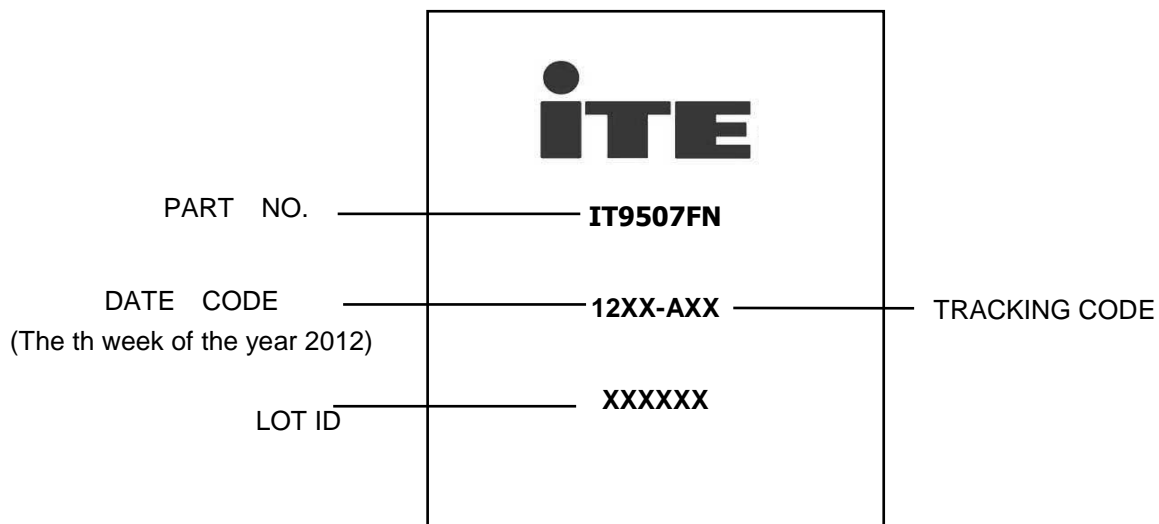 iTE
PART NO. IT9507FN
DATE CODE 12XX-AXX TRACKING CODE
(The th week of the year 2012)
LOT ID XXXXXX